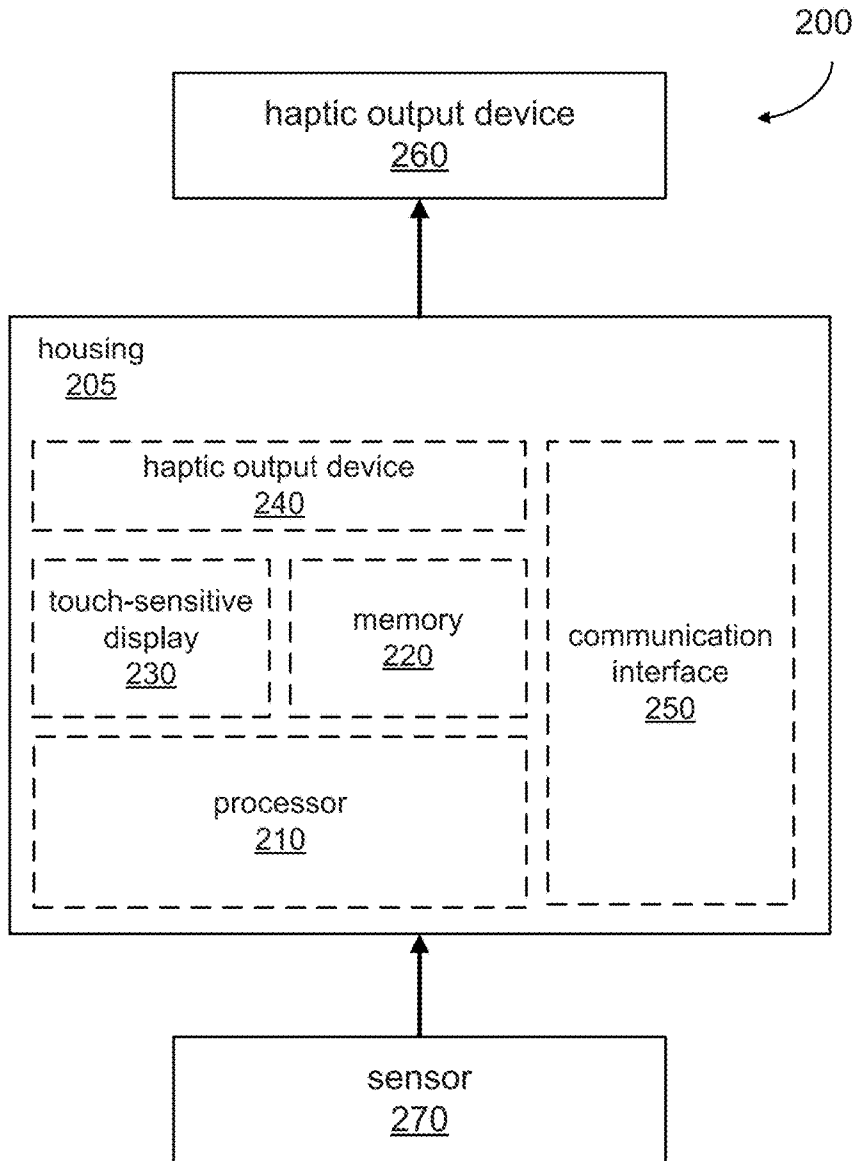 200
haptic output device
260
housing
205
haptic output device
240
touch-sensitive
display
230
memory
220
communication
interface
250
processor
210
sensor
270